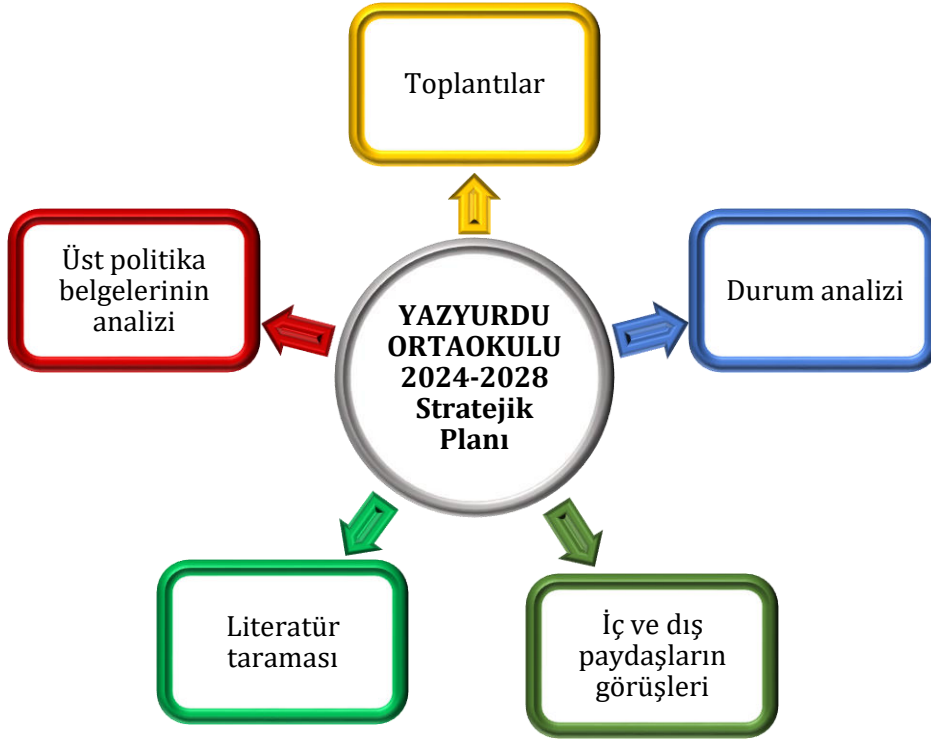 Toplantılar
Üst politika
belgelerinin
analizi
YAZYURDU
ORTAOKULU
2024-2028
Stratejik
Planı
Durum analizi
Literatür
taraması
İç ve dış
paydaşların
görüşleri